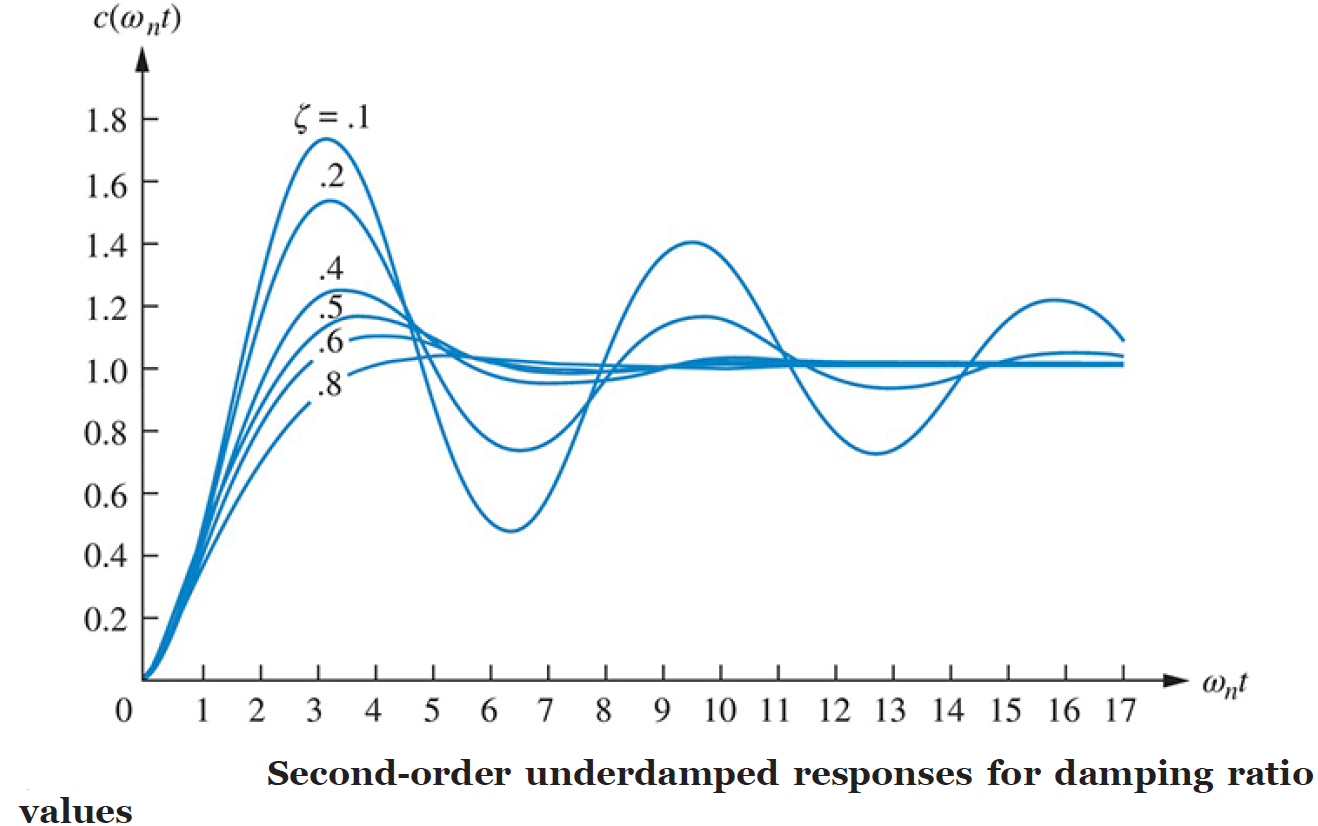 c(ωₙt)
1.8
1.6
1.4
1.2
1.0
0.8
0.6
0.4
0.2
ζ = .1
.2
.4
.5
.6
.8
0 1 2 3 4 5 6 7 8 9 10 11 12 13 14 15 16 17
ωₙt
Second-order underdamped responses for damping ratio
values